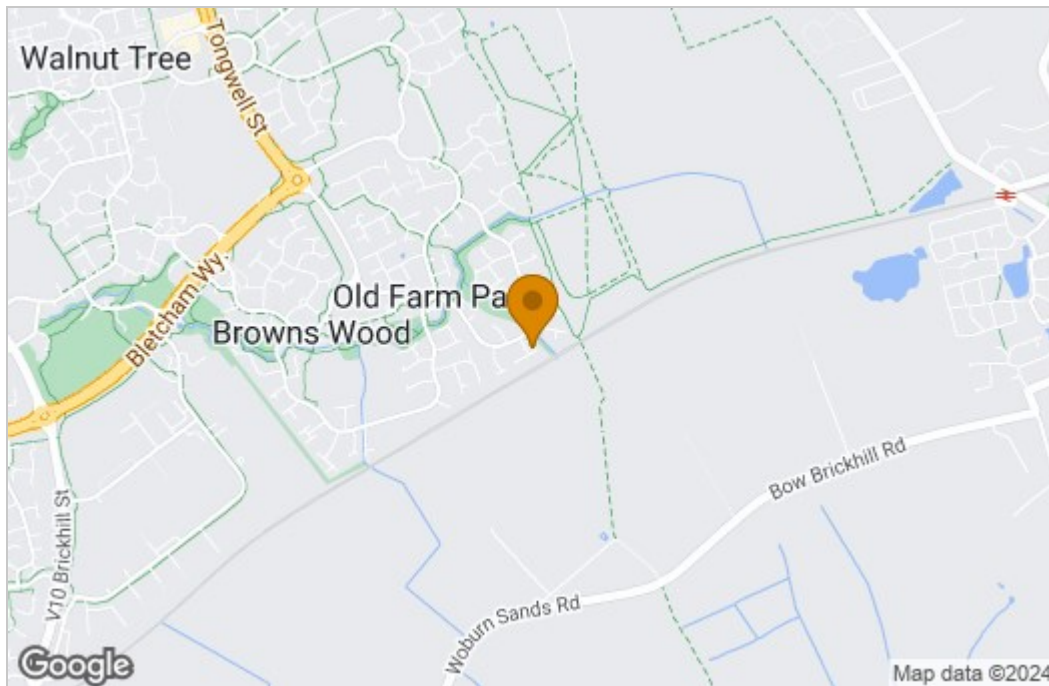 Walnut Tree
Tongwell St
Bletcham Wy
Old Farm Pa
Browns Wood
V10 Brickhill St
Bow Brickhill Rd
Woburn Sands Rd
Google
Map data ©2024